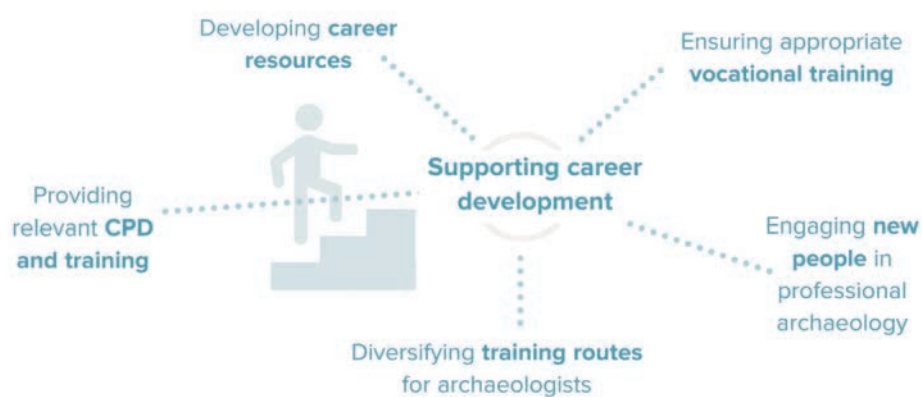 Developing career
resources
Ensuring appropriate
vocational training
Supporting career
development
Providing
relevant CPD
and training
Engaging new
people in
professional
archaeology
Diversifying training routes
for archaeologists